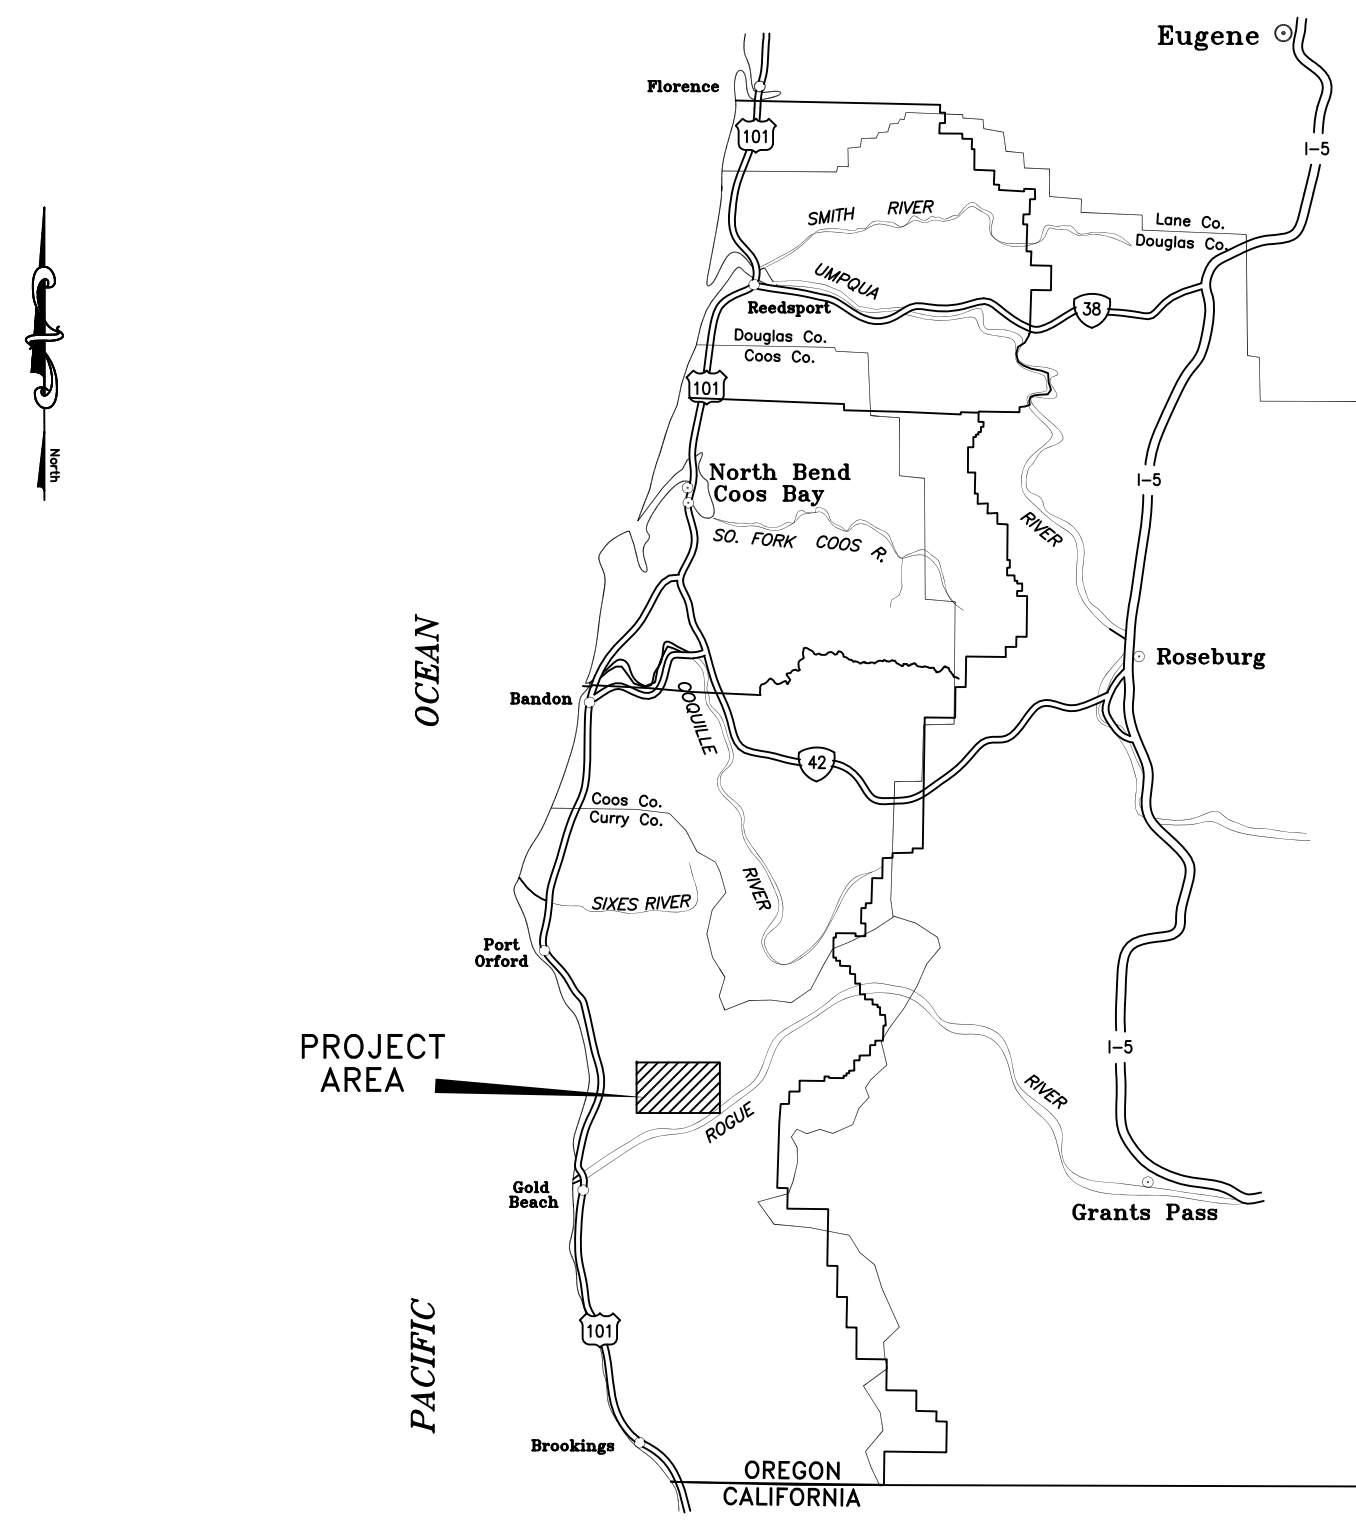 Eugene
Florence
101
I-5
SMITH RIVER
Lane Co.
Douglas Co.
UMPQUA
Reedsport
38
Douglas Co.
Coos Co.
101
North
North Bend
Coos Bay
I-5
RIVER
SO. FORK COOS R.
OCEAN
Roseburg
Bandon
COQUILLE
42
Coos Co.
Curry Co.
RIVER
SIXES RIVER
Port
Orford
PROJECT
AREA
I-5
RIVER
ROGUE
Gold
Beach
Grants Pass
PACIFIC
101
Brookings
OREGON
CALIFORNIA